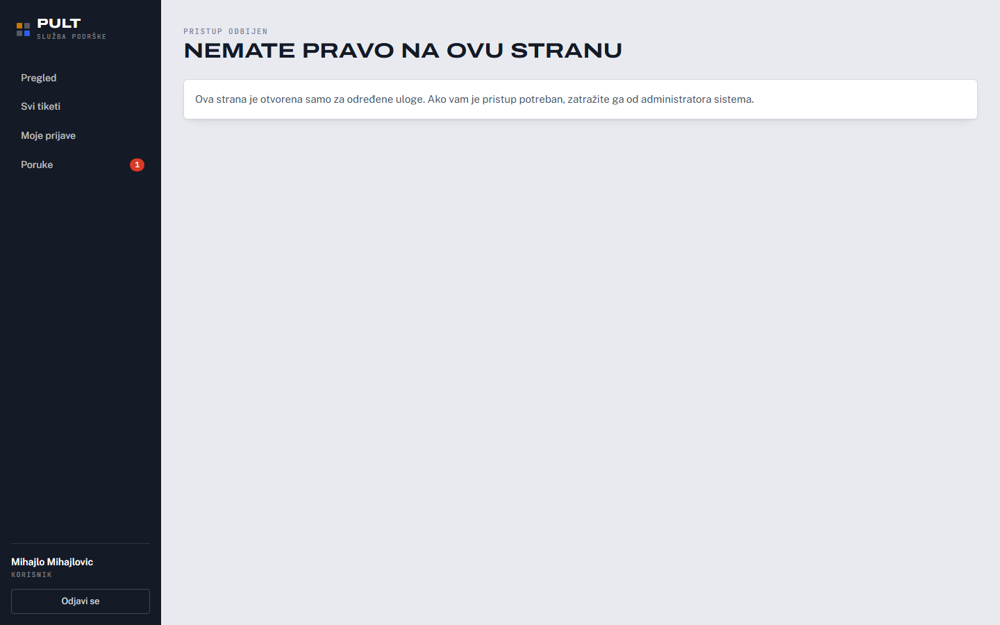 PULT
SLUŽBA PODRŠKE
Pregled
Svi tiketi
Moje prijave
Poruke 1
Mihajlo Mihajlovic
KORISNIK
Odjavi se
PRISTUP ODBIJEN
NEMATE PRAVO NA OVU STRANU
Ova strana je otvorena samo za određene uloge. Ako vam je pristup potreban, zatražite ga od administratora sistema.